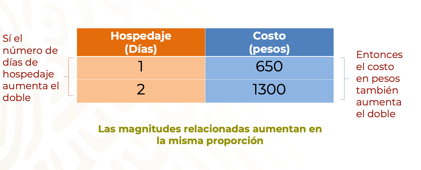 Sí el
número de
días de
hospedaje
aumenta el
doble
Hospedaje
(Días)
Costo
(pesos)
1
650
2
1300
Entonces
el costo
en pesos
también
aumenta
el doble
Las magnitudes relacionadas aumentan en
la misma proporción